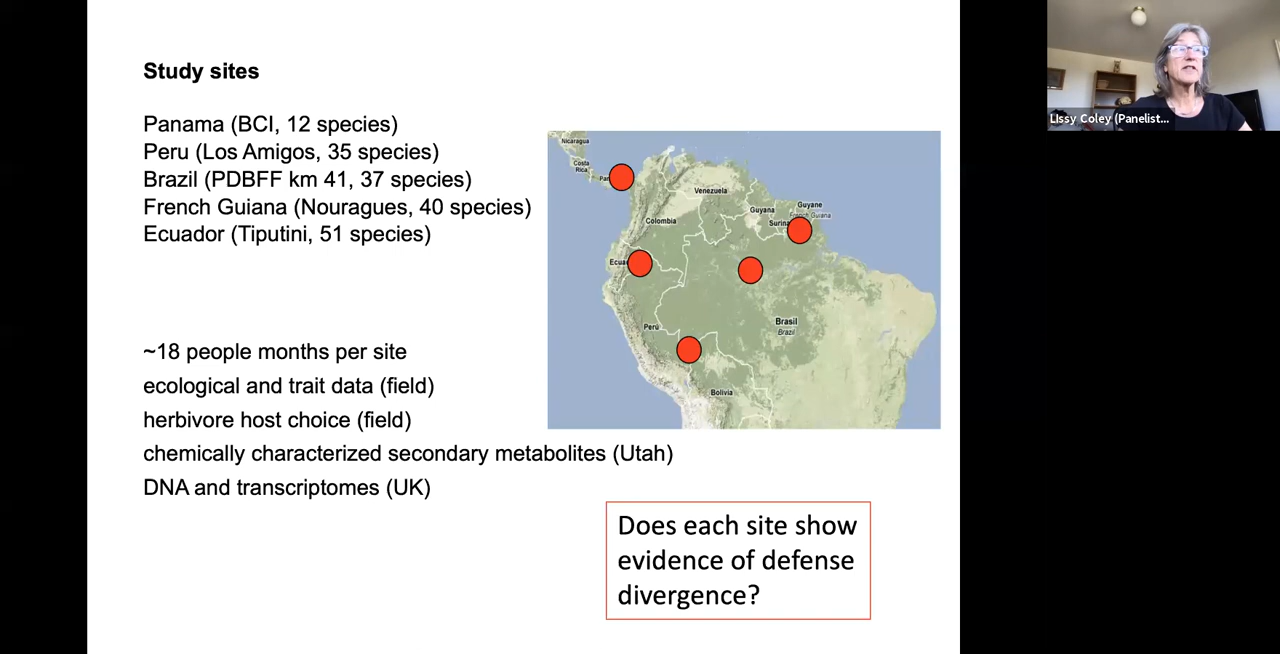 Study sites
Panama (BCI, 12 species)
Peru (Los Amigos, 35 species)
Brazil (PDBFF km 41, 37 species)
French Guiana (Nouragues, 40 species)
Ecuador (Tiputini, 51 species)
~18 people months per site
ecological and trait data (field)
herbivore host choice (field)
chemically characterized secondary metabolites (Utah)
DNA and transcriptomes (UK)
Nicaragua
Costa
Rica
Pan
Venezuela
Colombia
Guyana
Guyane
French Guiana
Surin
Ecua
Perú
Brasil
Brazil
Bolivia
Does each site show
evidence of defense
divergence?
Lissy Coley (Panelist...